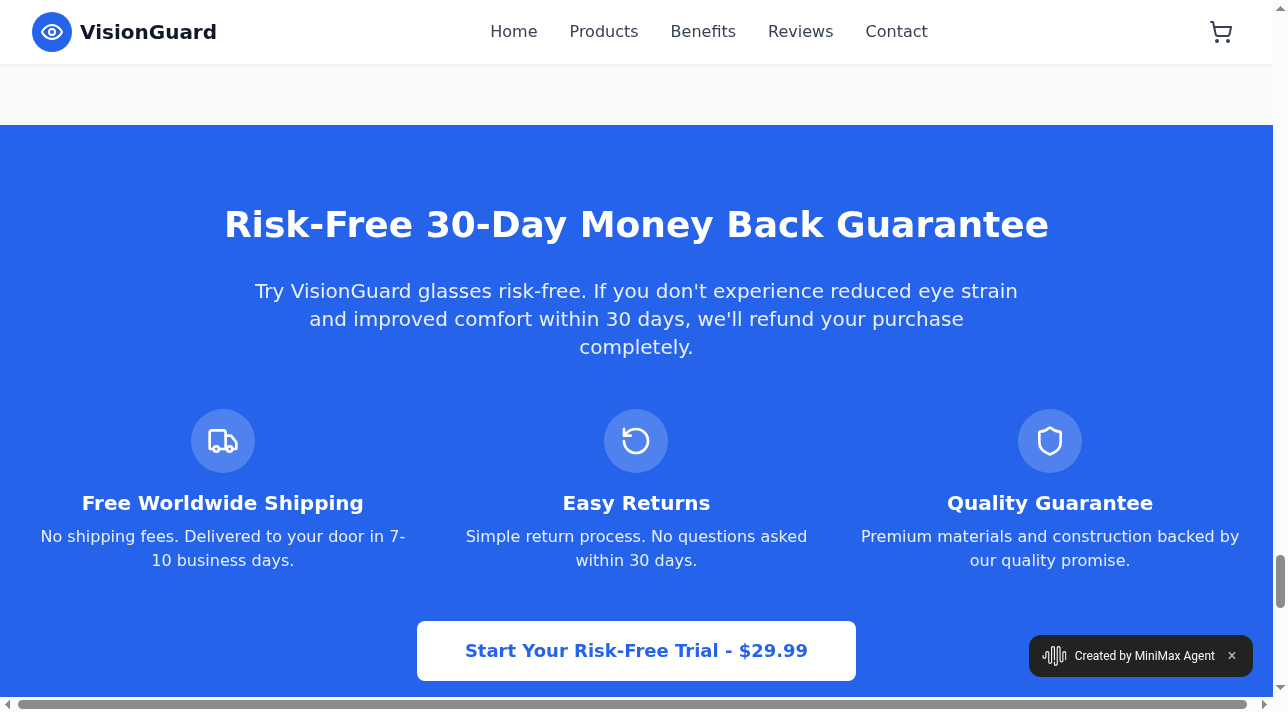 VisionGuard
Home
Products
Benefits
Reviews
Contact
Risk-Free 30-Day Money Back Guarantee
Try VisionGuard glasses risk-free. If you don't experience reduced eye strain
and improved comfort within 30 days, we'll refund your purchase
completely.
Free Worldwide Shipping
No shipping fees. Delivered to your door in 7-
10 business days.
Easy Returns
Simple return process. No questions asked
within 30 days.
Quality Guarantee
Premium materials and construction backed by
our quality promise.
Start Your Risk-Free Trial - $29.99
Created by MiniMax Agent ×